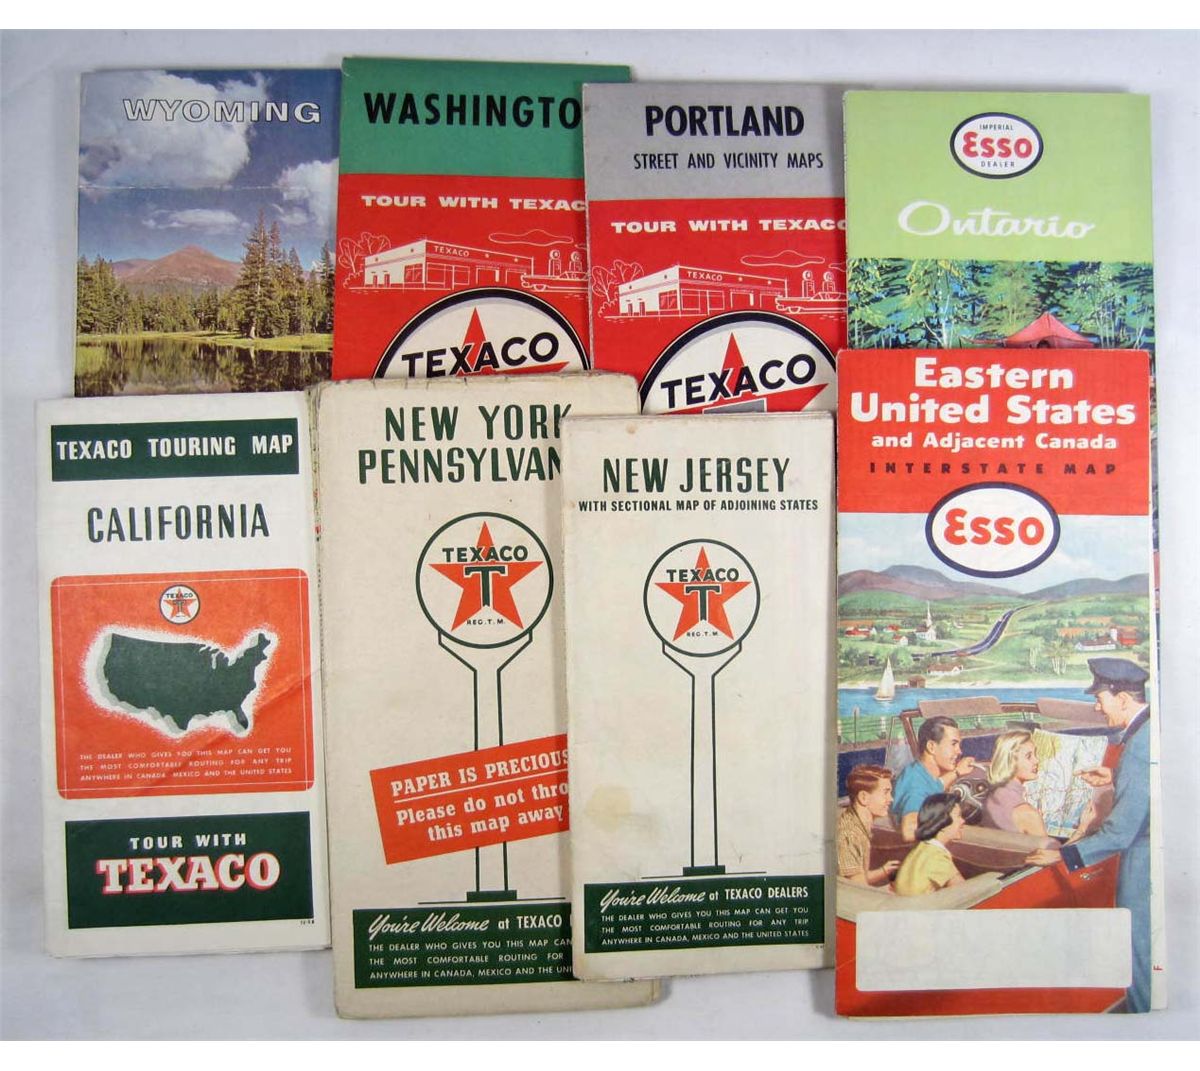 WYOMING
WASHINGTO
TOUR WITH TEXAC
TEXACO
TEXACO
PORTLAND
STREET AND VICINITY MAPS
TOUR WITH TEXACO
TEXACO
TEXACO
IMPERIAL
Esso
DEALER
Ontario
TEXACO TOURING MAP
CALIFORNIA
TEXACO
T
THE DEALER WHO GIVES YOU THIS MAP CAN GET YOU
THE MOST COMFORTABLE ROUTING FOR ANY TRIP
ANYWHERE IN CANADA, MEXICO AND THE UNITED STATES
TOUR WITH
TEXACO
NEW YORK
PENNSYLVAN
TEXACO
T
REG. T. M.
PAPER IS PRECIOUS
Please do not thro
this map away
You're Welcome at TEXACO
THE DEALER WHO GIVES YOU THIS MAP CAN
THE MOST COMFORTABLE ROUTING FOR
ANYWHERE IN CANADA, MEXICO AND THE UNI
NEW JERSEY
WITH SECTIONAL MAP OF ADJOINING STATES
TEXACO
T
REG. T. M.
You're Welcome at TEXACO DEALERS
THE DEALER WHO GIVES YOU THIS MAP CAN GET YOU
THE MOST COMFORTABLE ROUTING FOR ANY TRIP
ANYWHERE IN CANADA, MEXICO AND THE UNITED STATES
Eastern
United States
and Adjacent Canada
INTERSTATE MAP
Esso
F